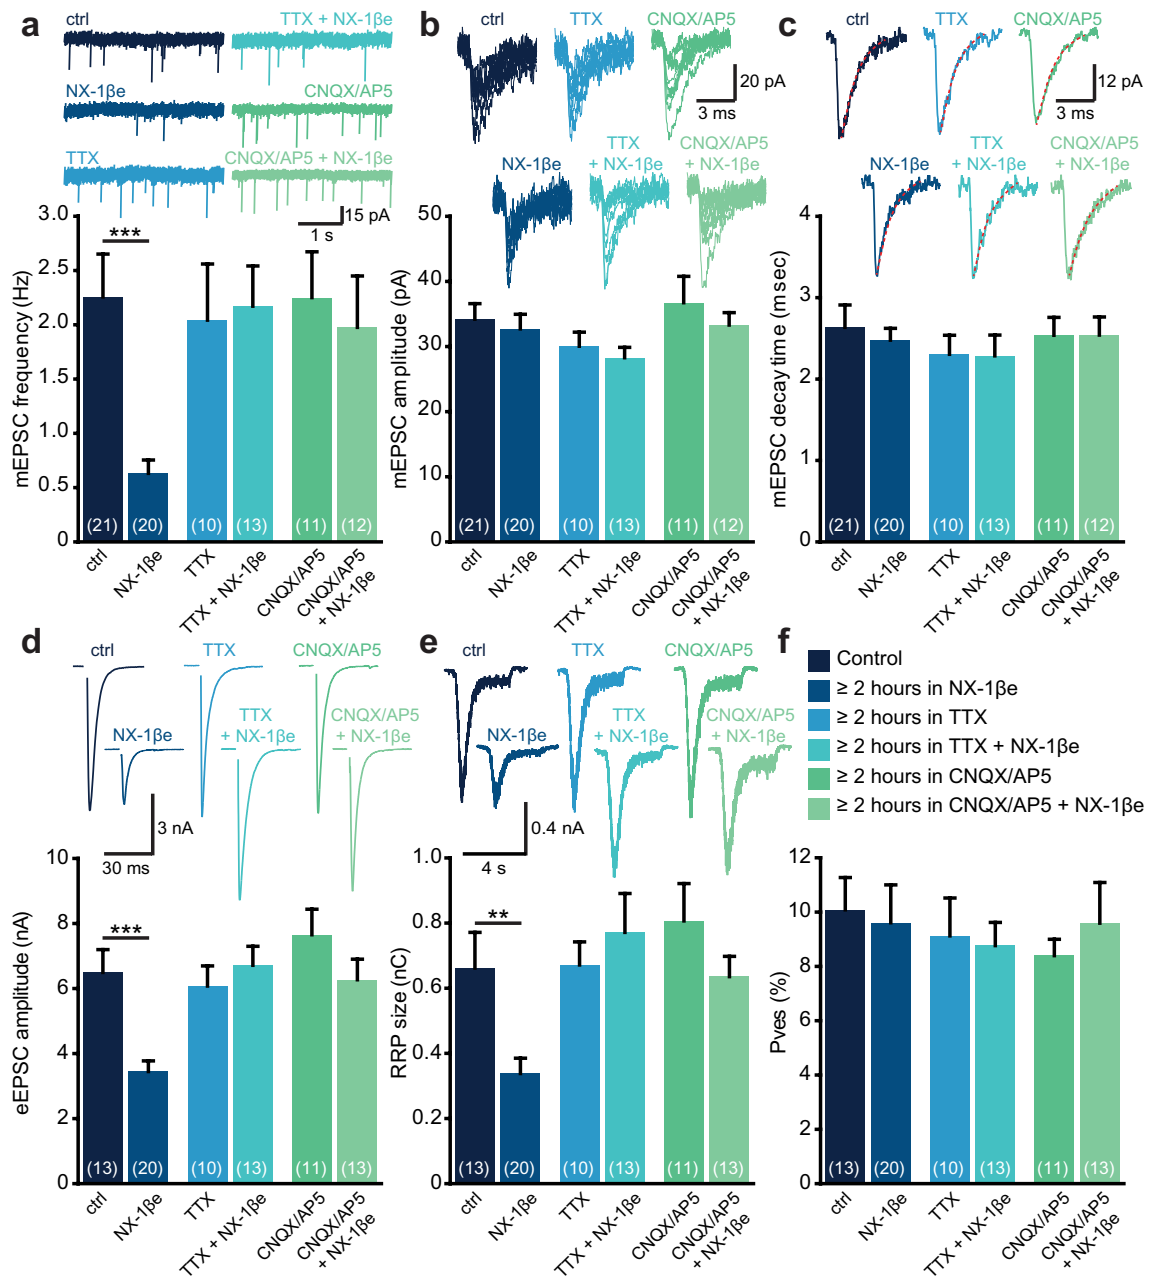 a
ctrl
TTX + NX-1βe
NX-1βe
CNQX/AP5
TTX
CNQX/AP5 + NX-1βe
15 pA
1 s
mEPSC frequency (Hz)
3.0
2.5
2.0
1.5
1.0
0.5
0
***
(21)
(20)
(10)
(13)
(11)
(12)
ctrl
NX-1βe
TTX
TTX + NX-1βe
CNQX/AP5
CNQX/AP5
+ NX-1βe
b
ctrl
TTX
CNQX/AP5
20 pA
3 ms
NX-1βe
TTX
+ NX-1βe
CNQX/AP5
+ NX-1βe
mEPSC amplitude (pA)
50
40
30
20
10
0
(21)
(20)
(10)
(13)
(11)
(12)
ctrl
NX-1βe
TTX
TTX + NX-1βe
CNQX/AP5
CNQX/AP5
+ NX-1βe
c
ctrl
TTX
CNQX/AP5
12 pA
3 ms
NX-1βe
TTX
+ NX-1βe
CNQX/AP5
+ NX-1βe
mEPSC decay time (msec)
4
3
2
1
0
(21)
(20)
(10)
(13)
(11)
(12)
ctrl
NX-1βe
TTX
TTX + NX-1βe
CNQX/AP5
CNQX/AP5
+ NX-1βe
d
ctrl
TTX
CNQX/AP5
NX-1βe
TTX
+ NX-1βe
CNQX/AP5
+ NX-1βe
3 nA
30 ms
eEPSC amplitude (nA)
10
8
6
4
2
0
***
(13)
(20)
(10)
(13)
(11)
(13)
ctrl
NX-1βe
TTX
TTX + NX-1βe
CNQX/AP5
CNQX/AP5
+ NX-1βe
e
ctrl
TTX
CNQX/AP5
NX-1βe
TTX
+ NX-1βe
CNQX/AP5
+ NX-1βe
0.4 nA
4 s
RRP size (nC)
1.0
0.8
0.6
0.4
0.2
0
**
(13)
(20)
(10)
(13)
(11)
(13)
ctrl
NX-1βe
TTX
TTX + NX-1βe
CNQX/AP5
CNQX/AP5
+ NX-1βe
f
Control
≥ 2 hours in NX-1βe
≥ 2 hours in TTX
≥ 2 hours in TTX + NX-1βe
≥ 2 hours in CNQX/AP5
≥ 2 hours in CNQX/AP5 + NX-1βe
Pves (%)
12
10
8
6
4
2
0
(13)
(20)
(10)
(13)
(11)
(13)
ctrl
NX-1βe
TTX
TTX + NX-1βe
CNQX/AP5
CNQX/AP5
+ NX-1βe